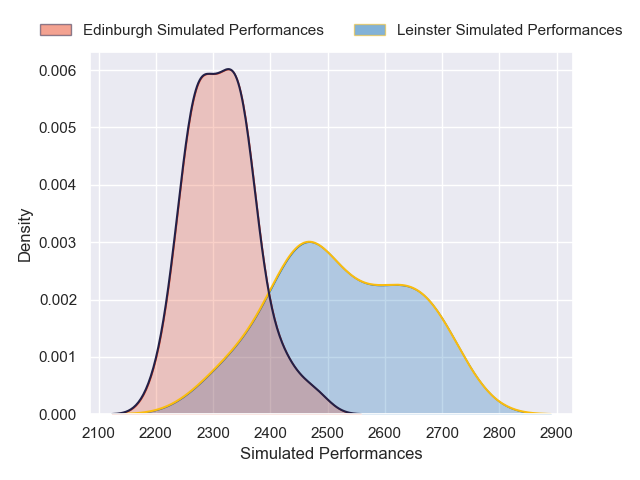 Edinburgh Simulated Performances
Leinster Simulated Performances
0.006
0.005
0.004
0.003
0.002
0.001
0.000
Density
2100 2200 2300 2400 2500 2600 2700 2800 2900
Simulated Performances